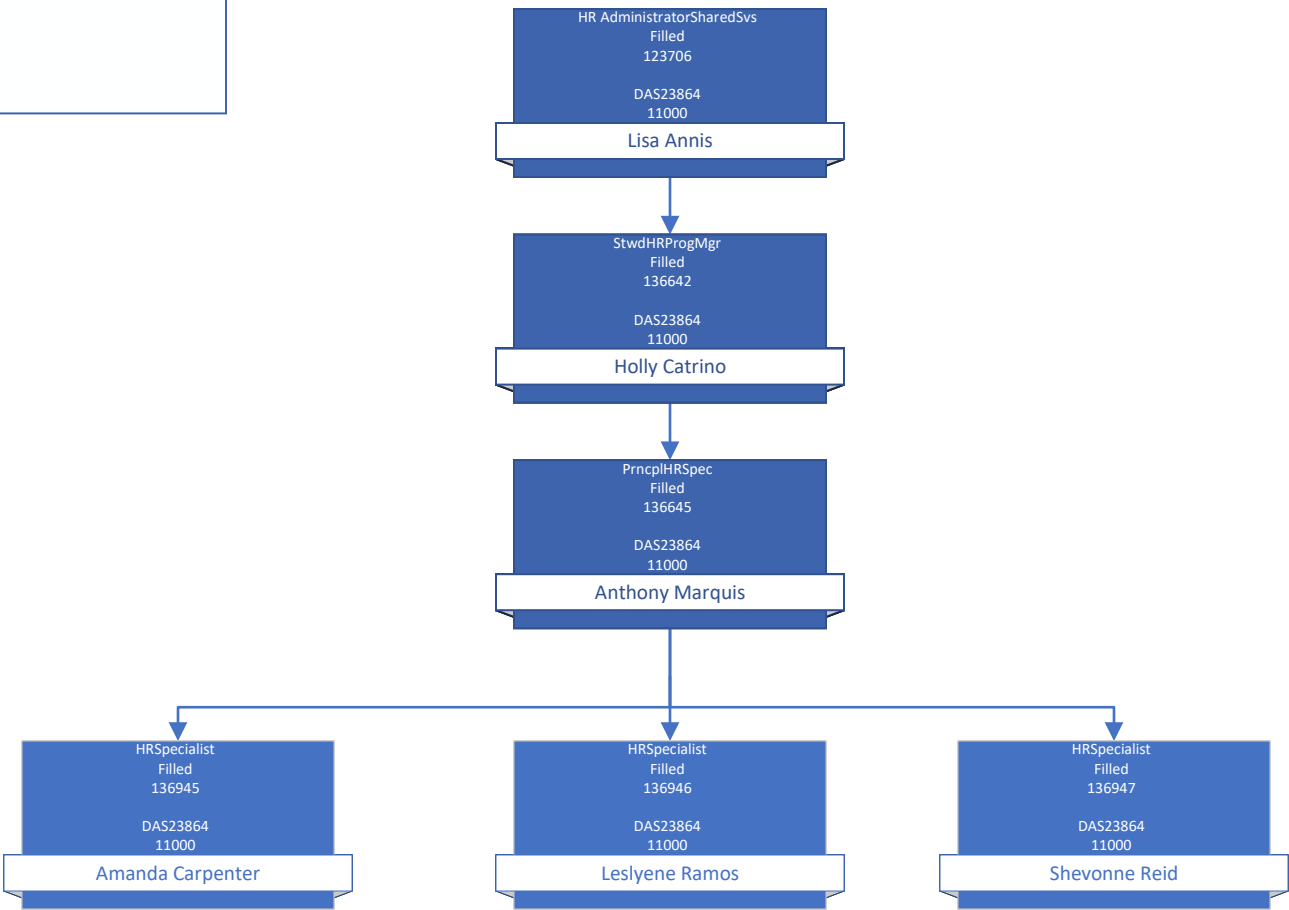 HR AdministratorSharedSvs
Filled
123706
DAS23864
11000
Lisa Annis
StwdHRProgMgr
Filled
136642
DAS23864
11000
Holly Catrino
PrncplHRSpec
Filled
136645
DAS23864
11000
Anthony Marquis
HRSpecialist
Filled
136945
DAS23864
11000
Amanda Carpenter
HRSpecialist
Filled
136946
DAS23864
11000
Leslyene Ramos
HRSpecialist
Filled
136947
DAS23864
11000
Shevonne Reid